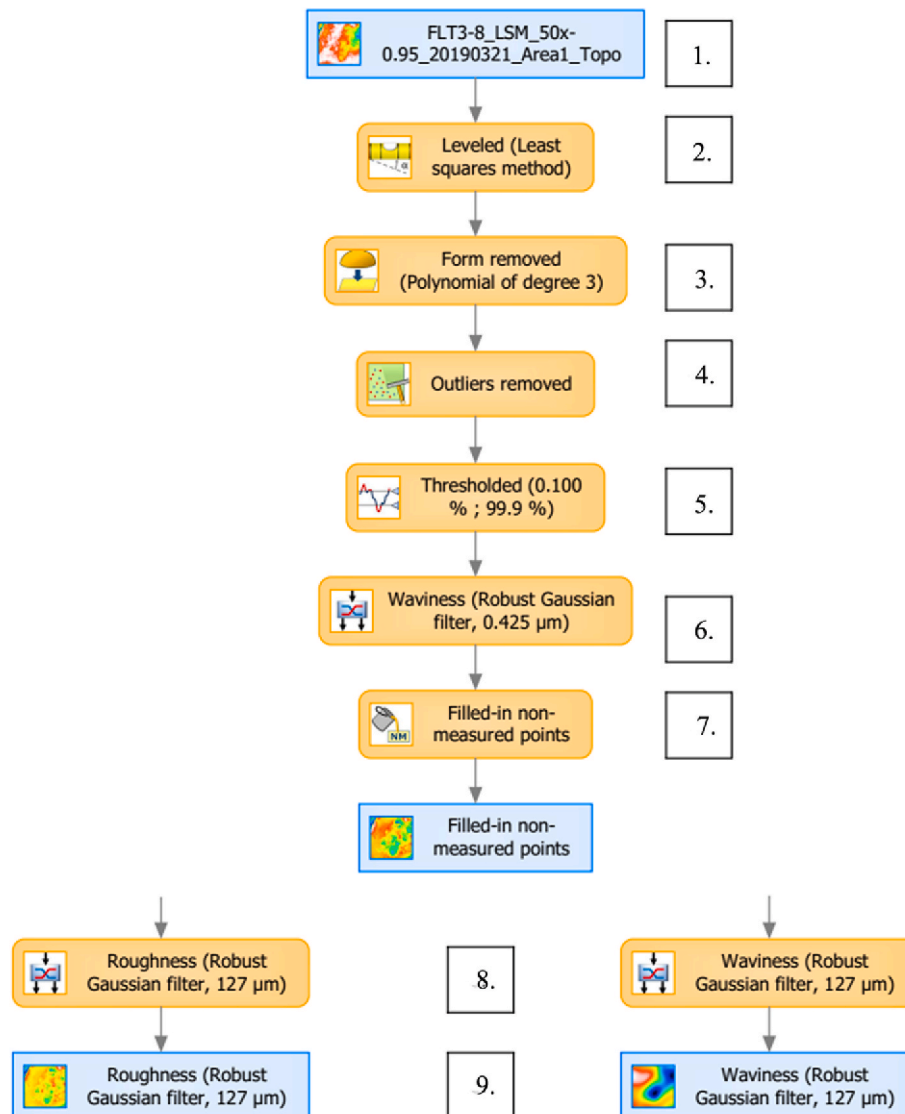 FLT3-8_LSM_50x-
0.95_20190321_Area1_Topo
1.
Leveled (Least
squares method)
α
2.
Form removed
(Polynomial of degree 3)
3.
Outliers removed
4.
Thresholded (0.100
% ; 99.9 %)
5.
Waviness (Robust Gaussian
filter, 0.425 µm)
6.
Filled-in non-
measured points
NM
7.
Filled-in non-
measured points
Roughness (Robust
Gaussian filter, 127 µm)
8.
Waviness (Robust
Gaussian filter, 127 µm)
Roughness (Robust
Gaussian filter, 127 µm)
9.
Waviness (Robust
Gaussian filter, 127 µm)